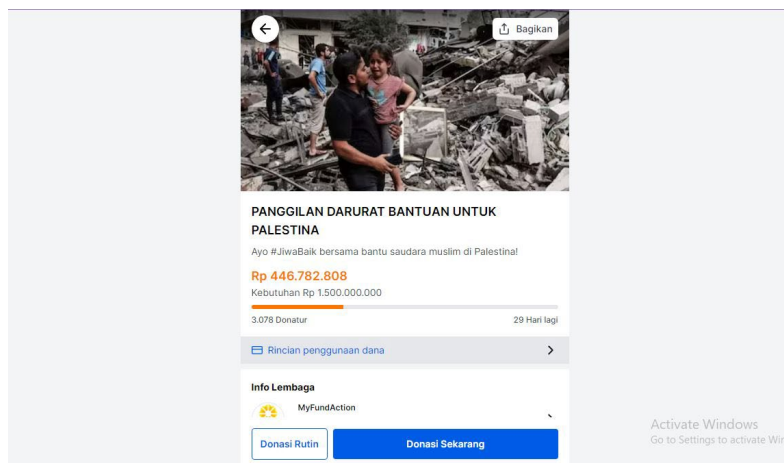 Bagikan
PANGGILAN DARURAT BANTUAN UNTUK
PALESTINA
Ayo #JiwaBaik bersama bantu saudara muslim di Palestina!
Rp 446.782.808
Kebutuhan Rp 1.500.000.000
3.078 Donatur
29 Hari lagi
Rincian penggunaan dana
Info Lembaga
MyFundAction
Donasi Rutin
Donasi Sekarang
Activate Windows
Go to Settings to activate Win